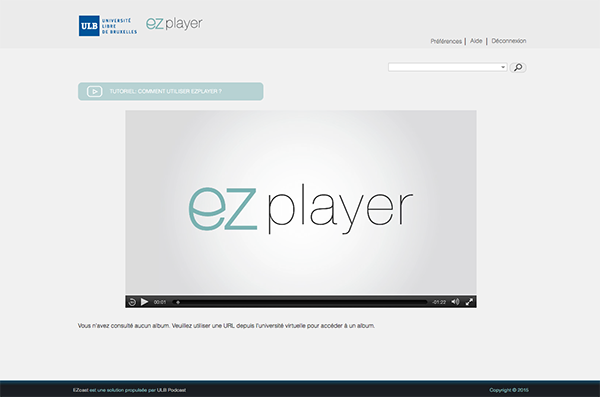 ULB UNIVERSITÉ LIBRE DE BRUXELLES
ez player
Préférences | Aide | Déconnexion
TUTORIEL: COMMENT UTILISER EZPLAYER ?
ez player
00:01 -01:22
Vous n'avez consulté aucun album. Veuillez utiliser une URL depuis l'université virtuelle pour accéder à un album.
EZcast est une solution propulsée par ULB Podcast
Copyright © 2016